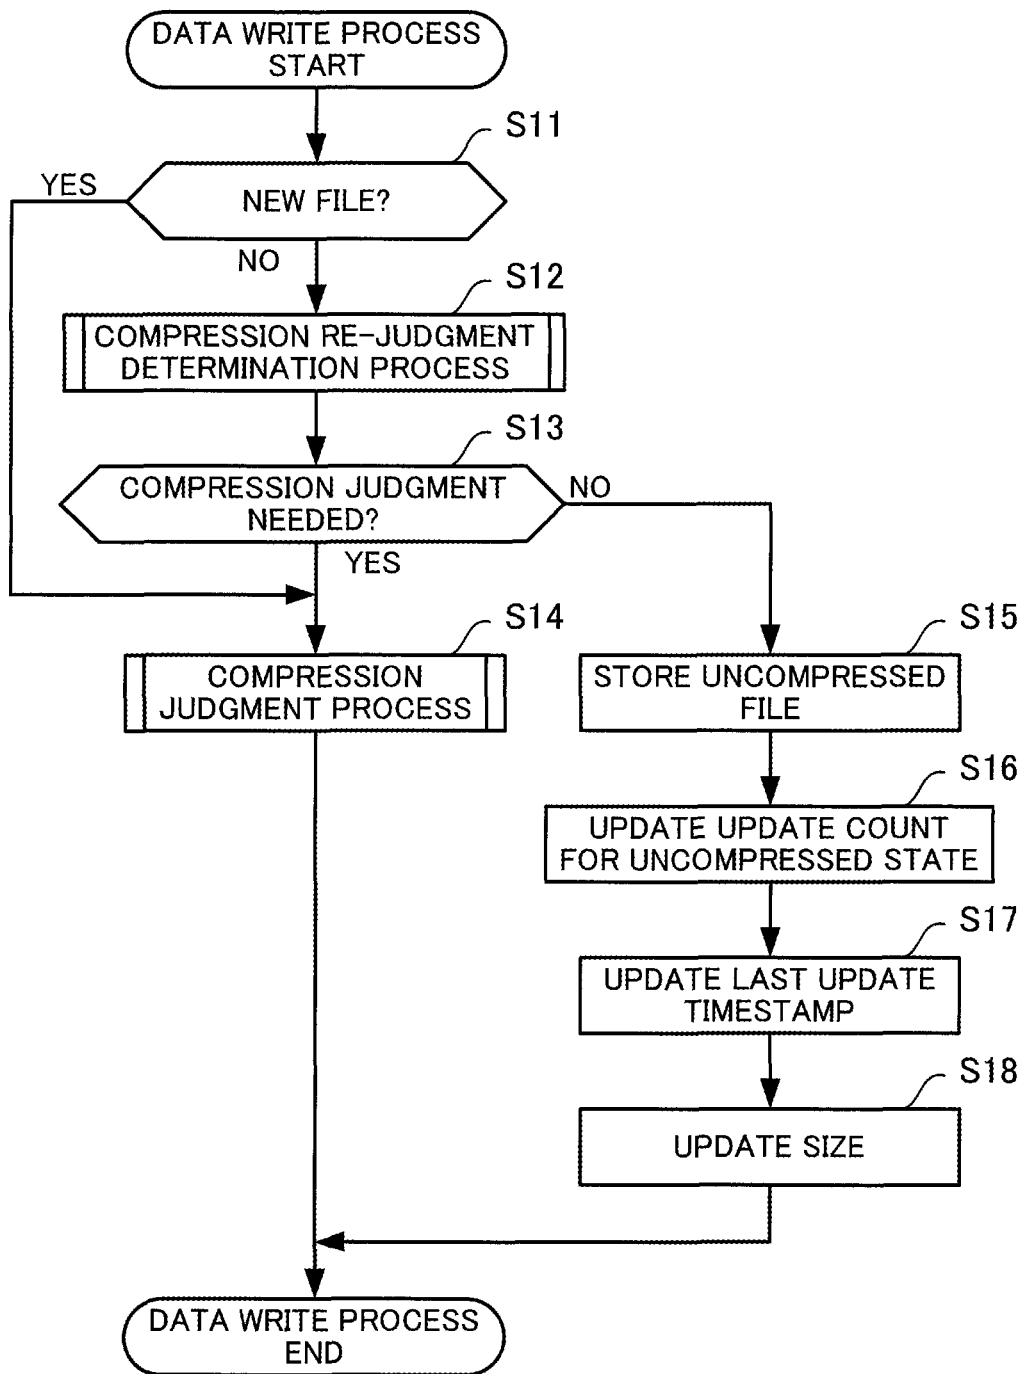 DATA WRITE PROCESS
START
S11
YES
NEW FILE?
NO
S12
COMPRESSION RE-JUDGMENT
DETERMINATION PROCESS
S13
COMPRESSION JUDGMENT
NEEDED?
NO
YES
S14
COMPRESSION
JUDGMENT PROCESS
S15
STORE UNCOMPRESSED
FILE
S16
UPDATE UPDATE COUNT
FOR UNCOMPRESSED STATE
S17
UPDATE LAST UPDATE
TIMESTAMP
S18
UPDATE SIZE
DATA WRITE PROCESS
END